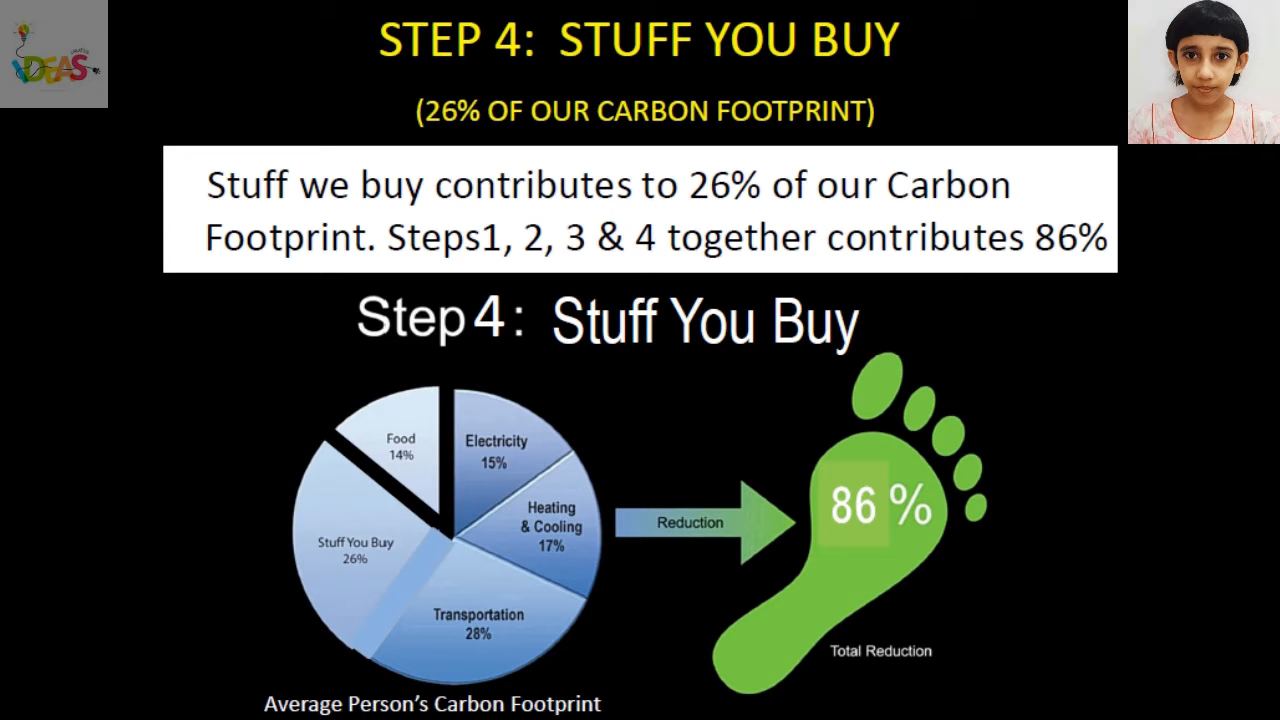 STEP 4: STUFF YOU BUY
(26% OF OUR CARBON FOOTPRINT)
IDEAS
Stuff we buy contributes to 26% of our Carbon
Footprint. Steps1, 2, 3 & 4 together contributes 86%
Step 4: Stuff You Buy
Food
14%
Electricity
15%
Heating
& Cooling
17%
Stuff You Buy
26%
Transportation
28%
Reduction
86 %
Total Reduction
Average Person's Carbon Footprint